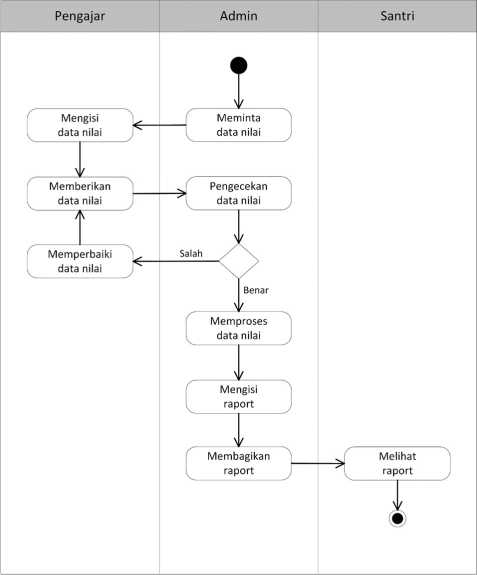 Pengajar
Admin
Santri
Mengisi
data nilai
Meminta
data nilai
Memberikan
data nilai
Pengecekan
data nilai
Memperbaiki
data nilai
Salah
Benar
Memproses
data nilai
Mengisi
raport
Membagikan
raport
Melihat
raport